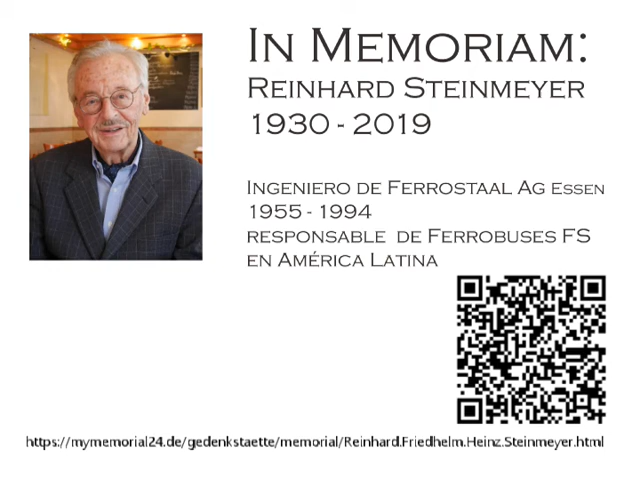 In Memoriam:
Reinhard Steinmeyer
1930 - 2019
Ingeniero de Ferrostaal Ag Essen
1955 - 1994
responsable de Ferrobuses FS
en América Latina
https://mymemorial24.de/gedenkstaette/memorial/Reinhard.Friedhelm.Heinz.Steinmeyer.html